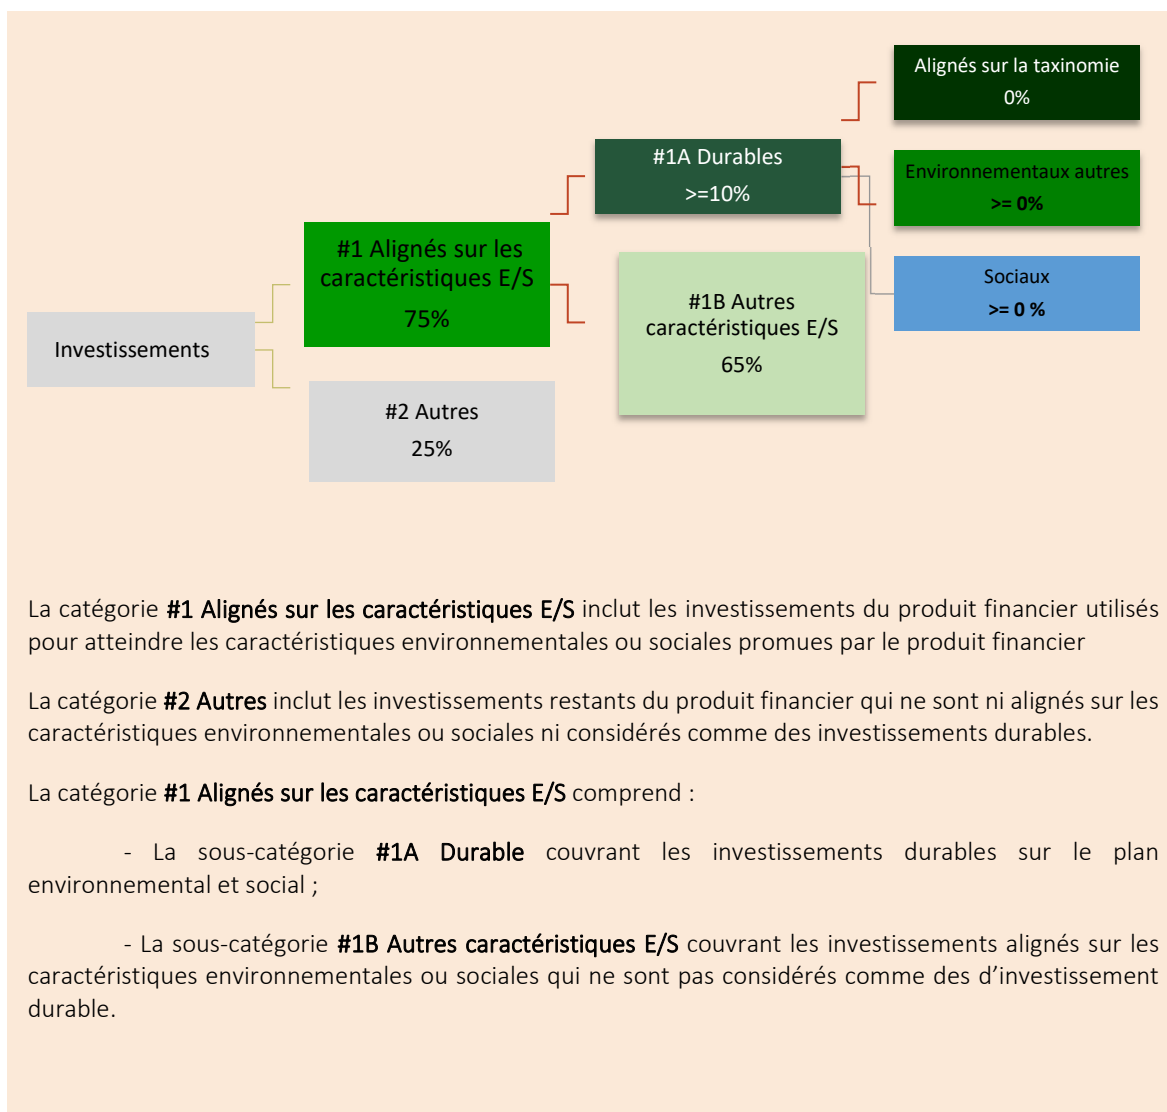 Alignés sur la taxinomie
0%
#1A Durables
>=10%
Environnementaux autres
>= 0%
#1 Alignés sur les
caractéristiques E/S
75%
#1B Autres
caractéristiques E/S
65%
Sociaux
>= 0 %
Investissements
#2 Autres
25%
La catégorie #1 Alignés sur les caractéristiques E/S inclut les investissements du produit financier utilisés
pour atteindre les caractéristiques environnementales ou sociales promues par le produit financier
La catégorie #2 Autres inclut les investissements restants du produit financier qui ne sont ni alignés sur les
caractéristiques environnementales ou sociales ni considérés comme des investissements durables.
La catégorie #1 Alignés sur les caractéristiques E/S comprend :
- La sous-catégorie #1A Durable couvrant les investissements durables sur le plan
environnemental et social ;
- La sous-catégorie #1B Autres caractéristiques E/S couvrant les investissements alignés sur les
caractéristiques environnementales ou sociales qui ne sont pas considérés comme des d’investissement
durable.